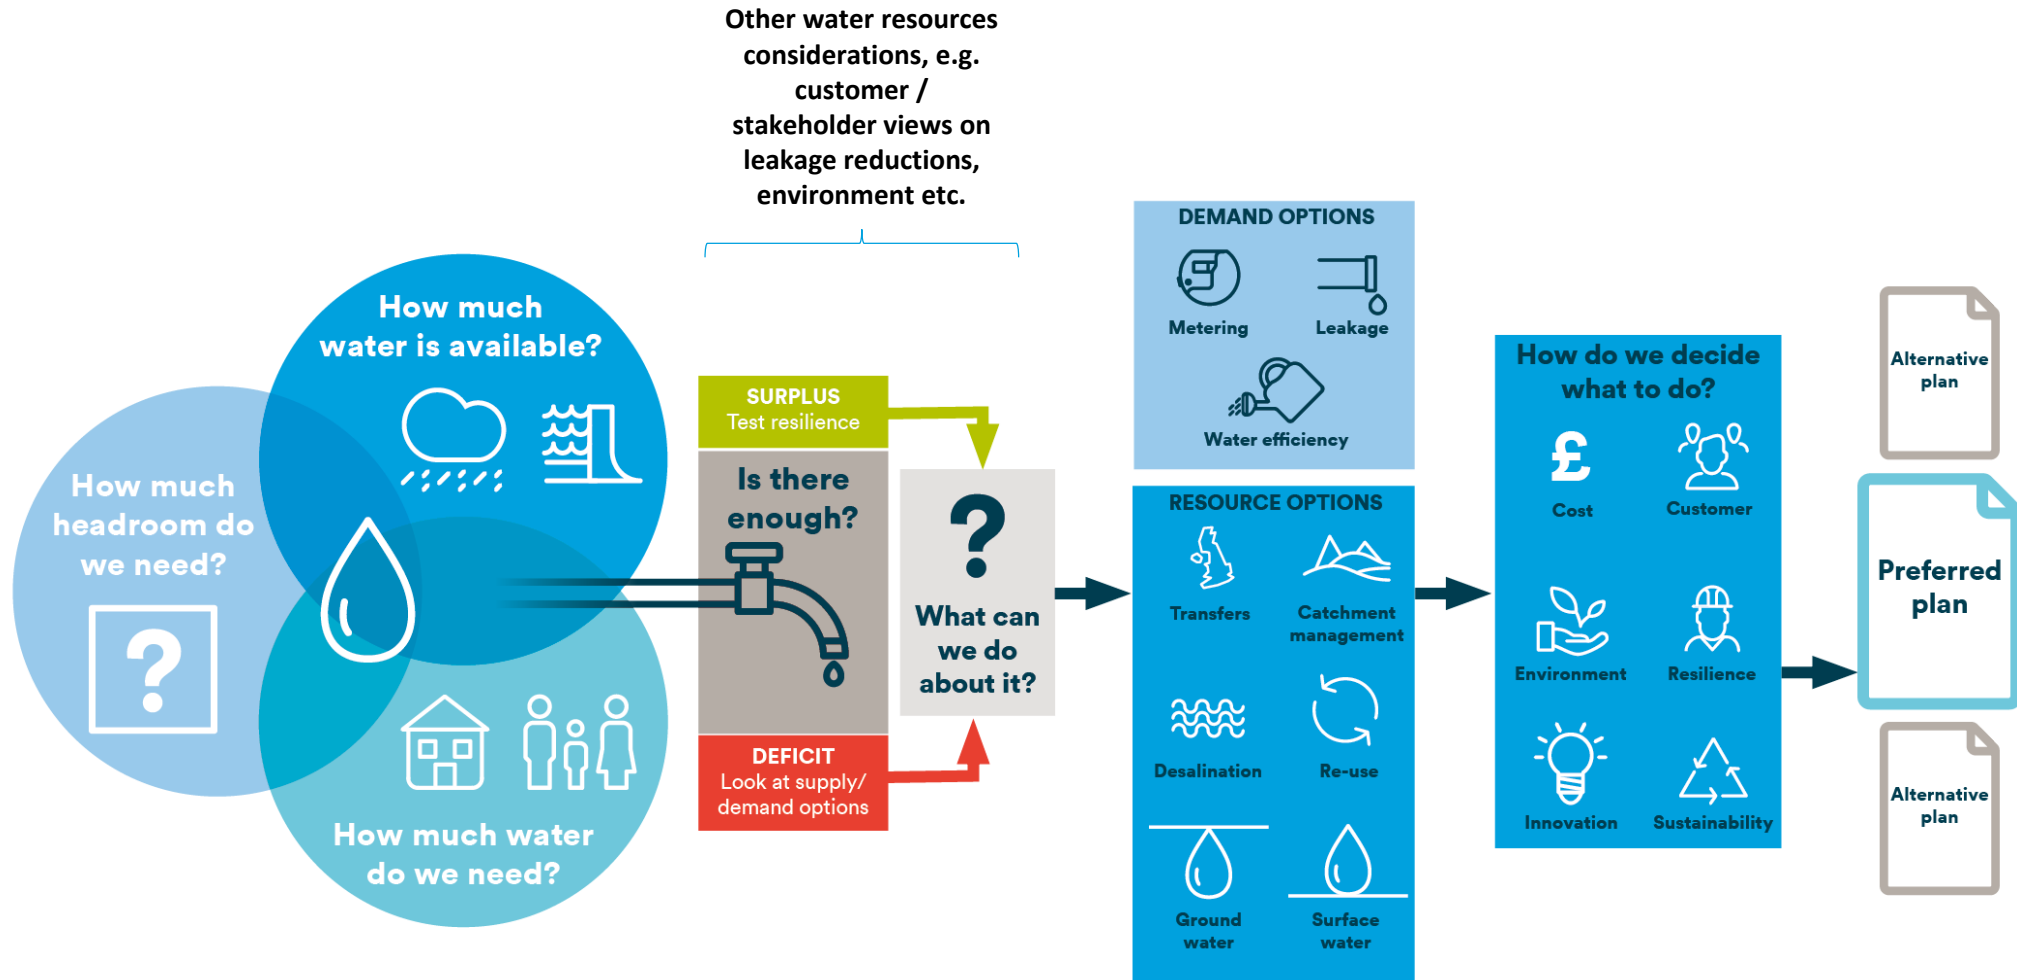 Other water resources
considerations, e.g.
customer /
stakeholder views on
leakage reductions,
environment etc.
How much
water is available?
How much
headroom do
we need?
?
How much water
do we need?
SURPLUS
Test resilience
Is there
enough?
DEFICIT
Look at supply/
demand options
?
What can
we do
about it?
DEMAND OPTIONS
Metering
Leakage
Water efficiency
RESOURCE OPTIONS
Transfers
Catchment
management
Desalination
Re-use
Ground
water
Surface
water
How do we decide
what to do?
£
Cost
Customer
Environment
Resilience
Innovation
Sustainability
Alternative
plan
Preferred
plan
Alternative
plan